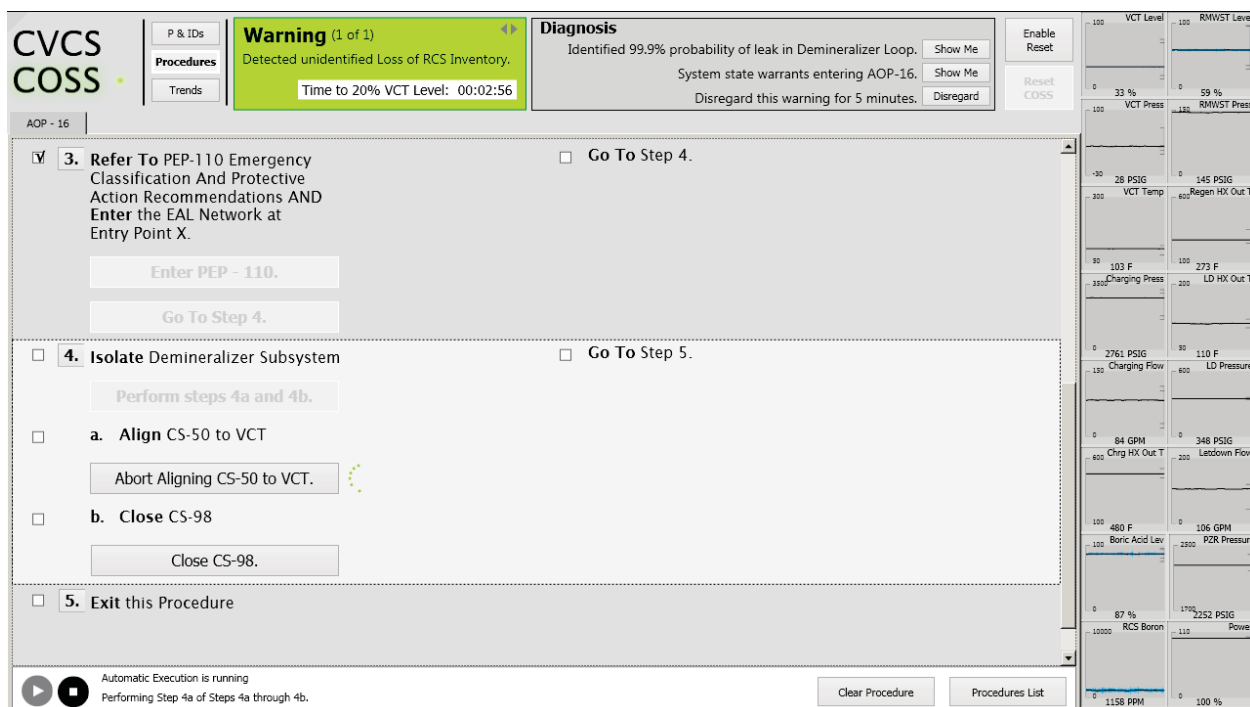 CVCS
COSS
P & IDs
Procedures
Trends
Warning (1 of 1)
Detected unidentified Loss of RCS Inventory.
Time to 20% VCT Level: 00:02:56
Diagnosis
Identified 99.9% probability of leak in Demineralizer Loop. Show Me
System state warrants entering AOP-16. Show Me
Disregard this warning for 5 minutes. Disregard
Enable
Reset
Reset
COSS
AOP - 16
3. Refer To PEP-110 Emergency
Classification And Protective
Action Recommendations AND
Enter the EAL Network at
Entry Point X.
Go To Step 4.
Enter PEP - 110.
Go To Step 4.
4. Isolate Demineralizer Subsystem
Go To Step 5.
Perform steps 4a and 4b.
a. Align CS-50 to VCT
Abort Aligning CS-50 to VCT.
b. Close CS-98
Close CS-98.
5. Exit this Procedure
Automatic Execution is running
Performing Step 4a of Steps 4a through 4b.
Clear Procedure
Procedures List
100 VCT Level
0 33 %
100 RMWST Leve
0 59 %
100 VCT Press
-30 28 PSIG
150 RMWST Press
0 145 PSIG
300 VCT Temp
50 103 F
600 Regen HX Out T
100 273 F
3500 Charging Press
0 2761 PSIG
200 LD HX Out T
50 110 F
150 Charging Flow
0 84 GPM
600 LD Pressure
0 348 PSIG
600 Chrg HX Out T
100 480 F
200 Letdown Flow
0 106 GPM
100 Boric Acid Lev
0 87 %
2500 PZR Pressur
1700 2252 PSIG
10000 RCS Boron
0 1158 PPM
110 Powe
0 100 %